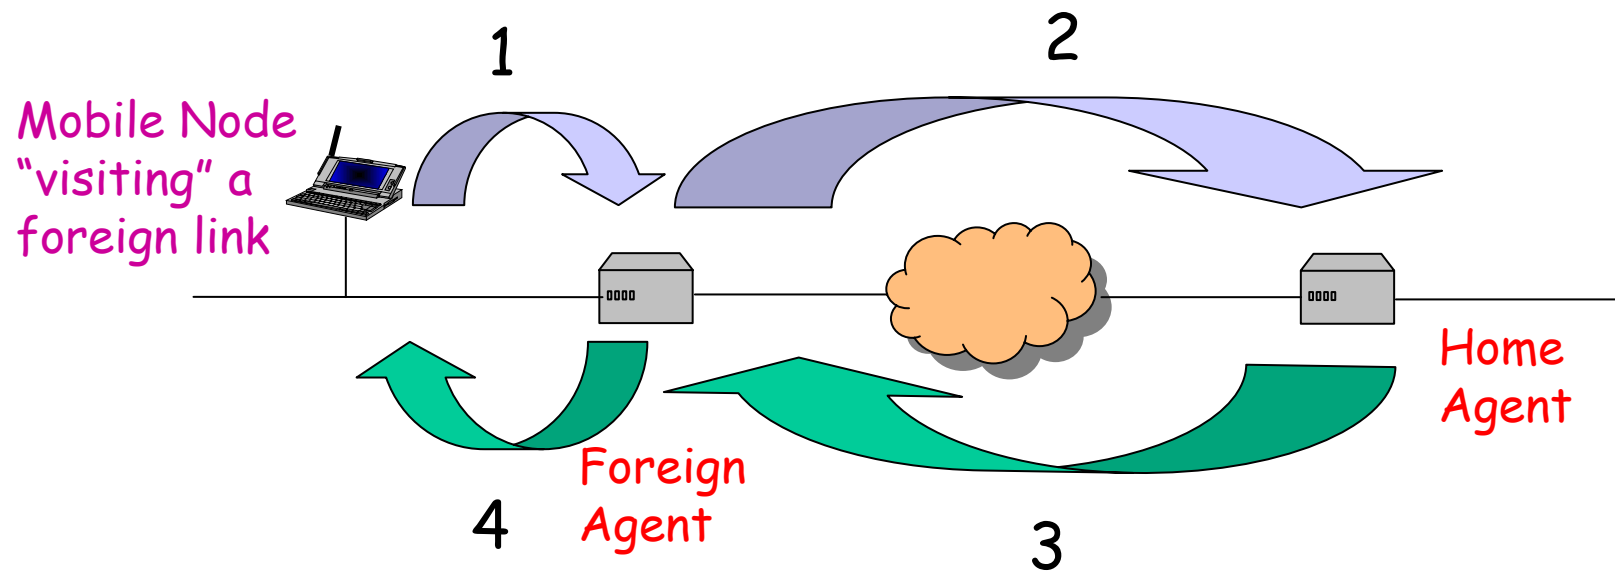 1
2
Mobile Node
“visiting” a
foreign link
Home
Agent
Foreign
Agent
4
3